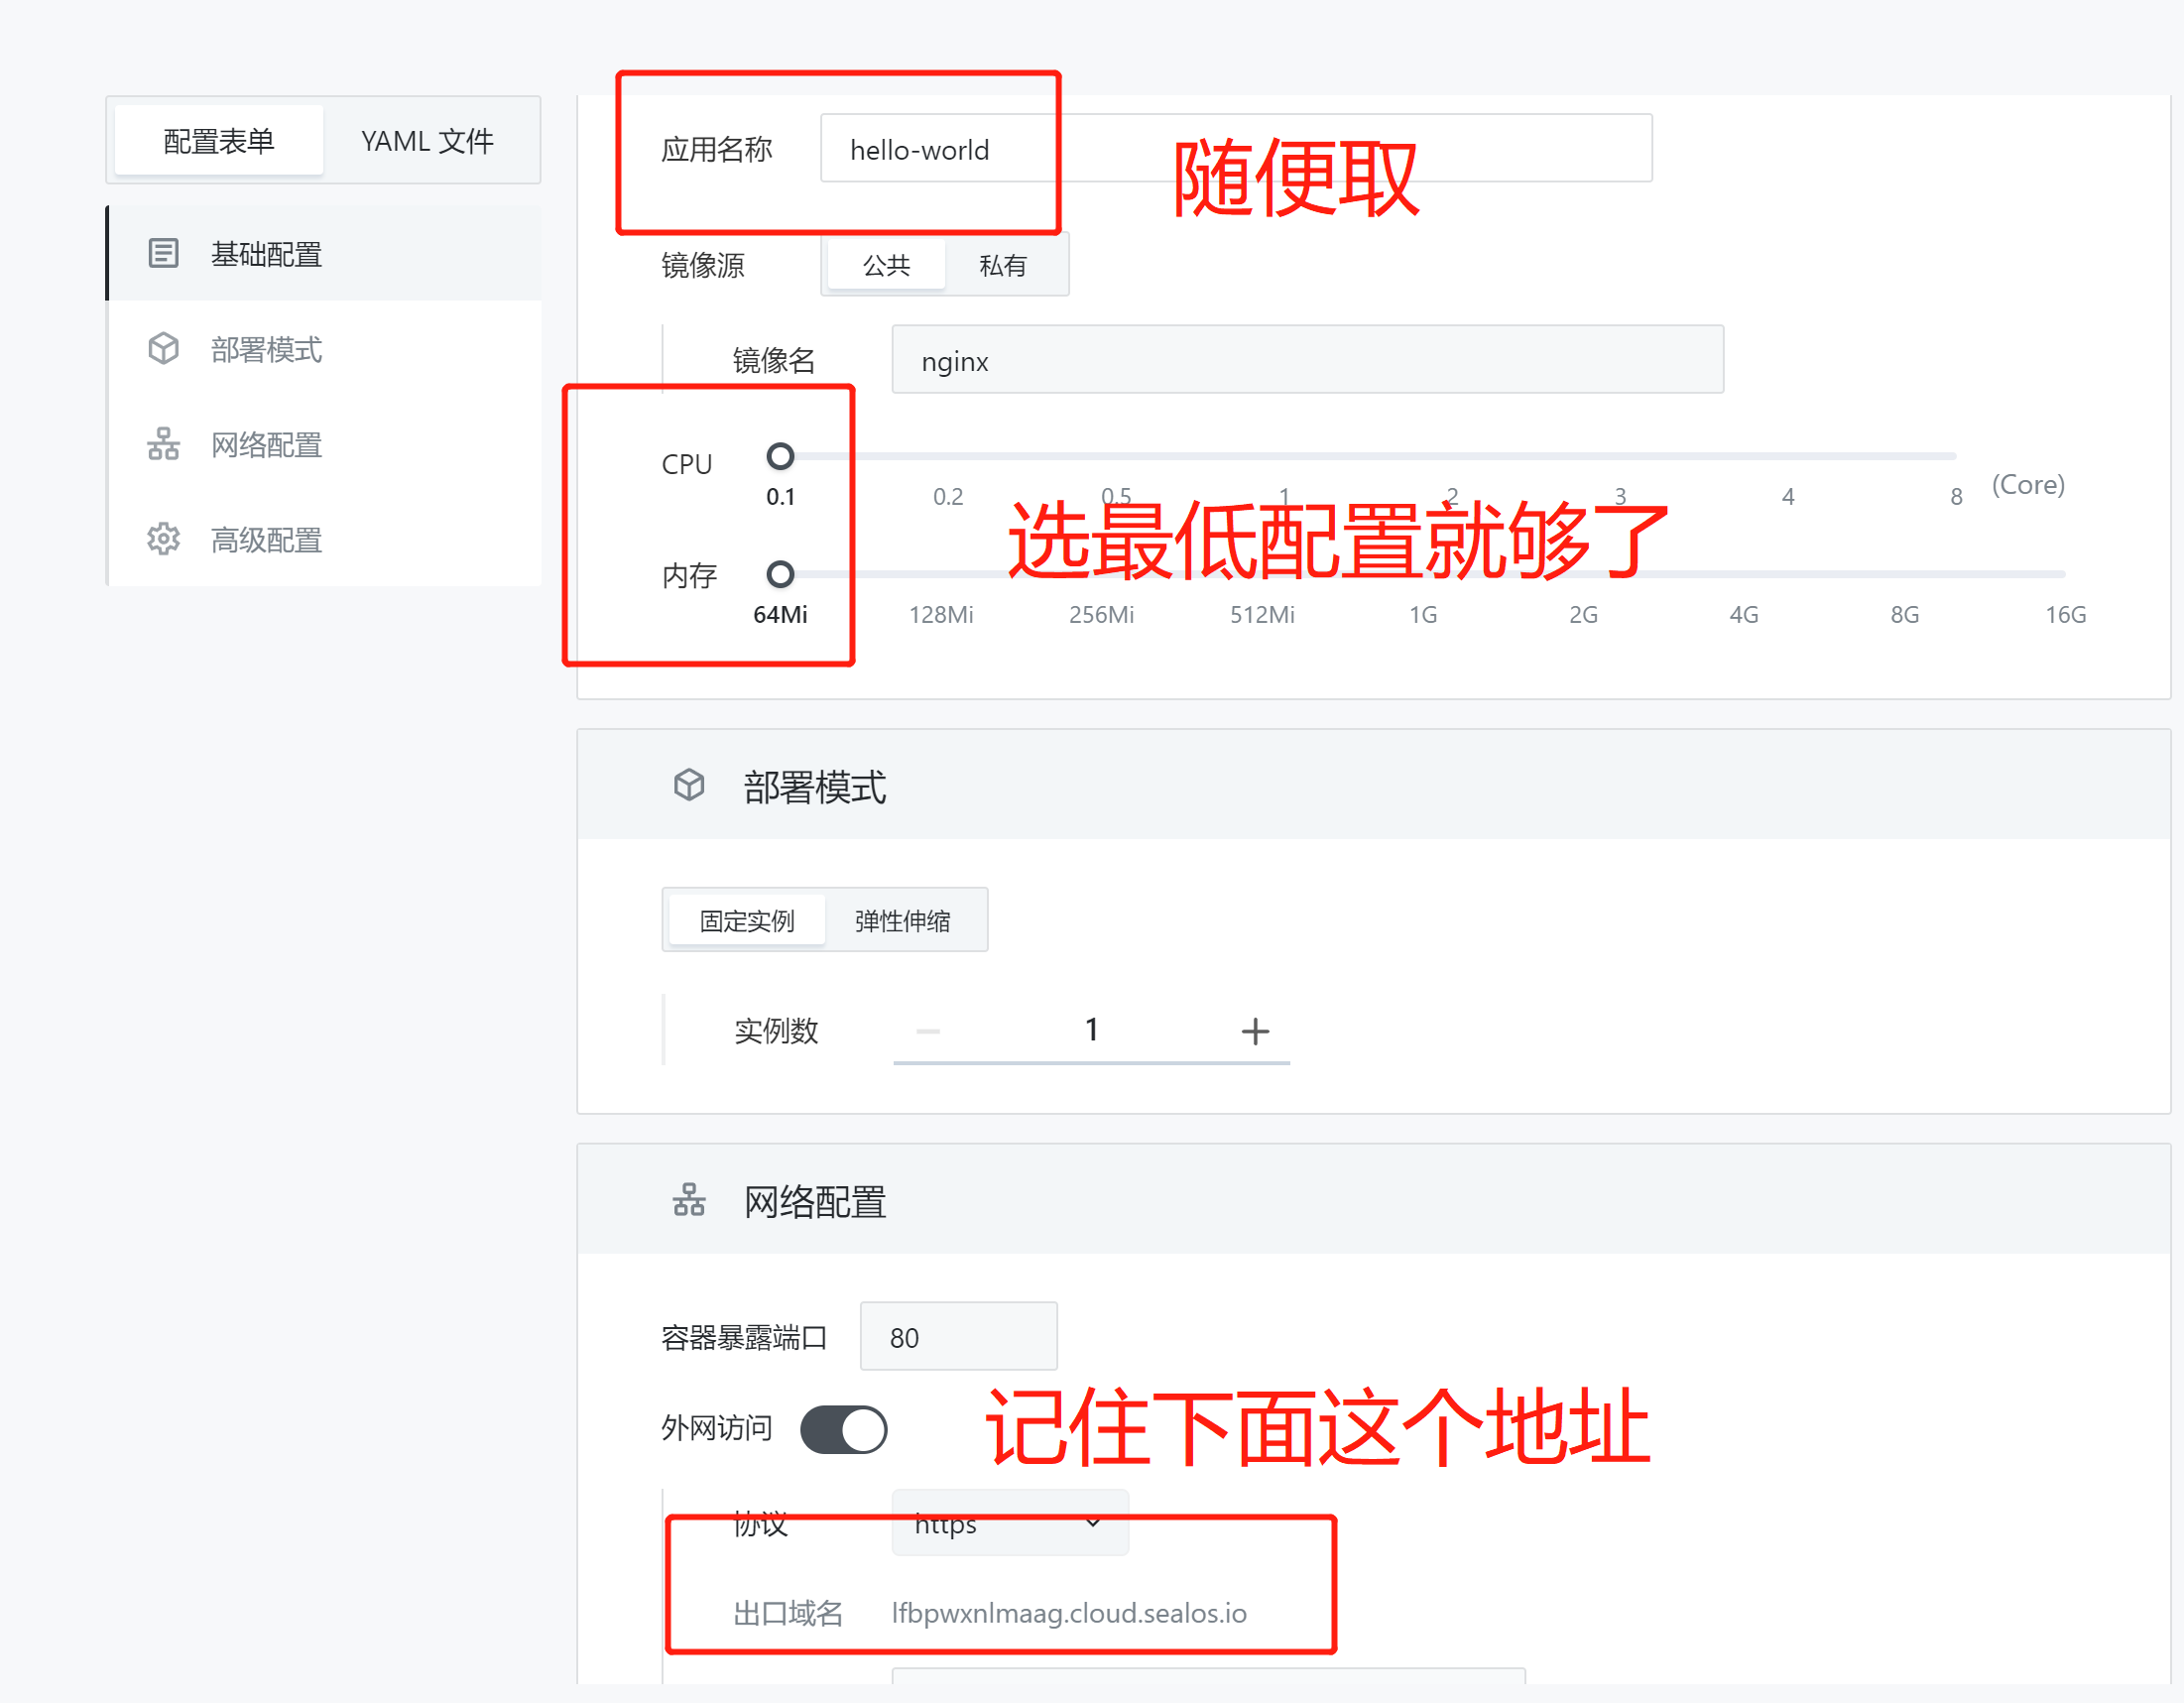 配置表单 YAML 文件
基础配置
部署模式
网络配置
高级配置
应用名称 hello-world
随便取
镜像源 公共 私有
镜像名 nginx
CPU
0.1 0.2 0.5 1 2 3 4 8 (Core)
选最低配置就够了
内存
64Mi 128Mi 256Mi 512Mi 1G 2G 4G 8G 16G
部署模式
固定实例 弹性伸缩
实例数 1
网络配置
容器暴露端口 80
外网访问
记住下面这个地址
协议 https
出口域名 lfbpwxnlmaag.cloud.sealos.io